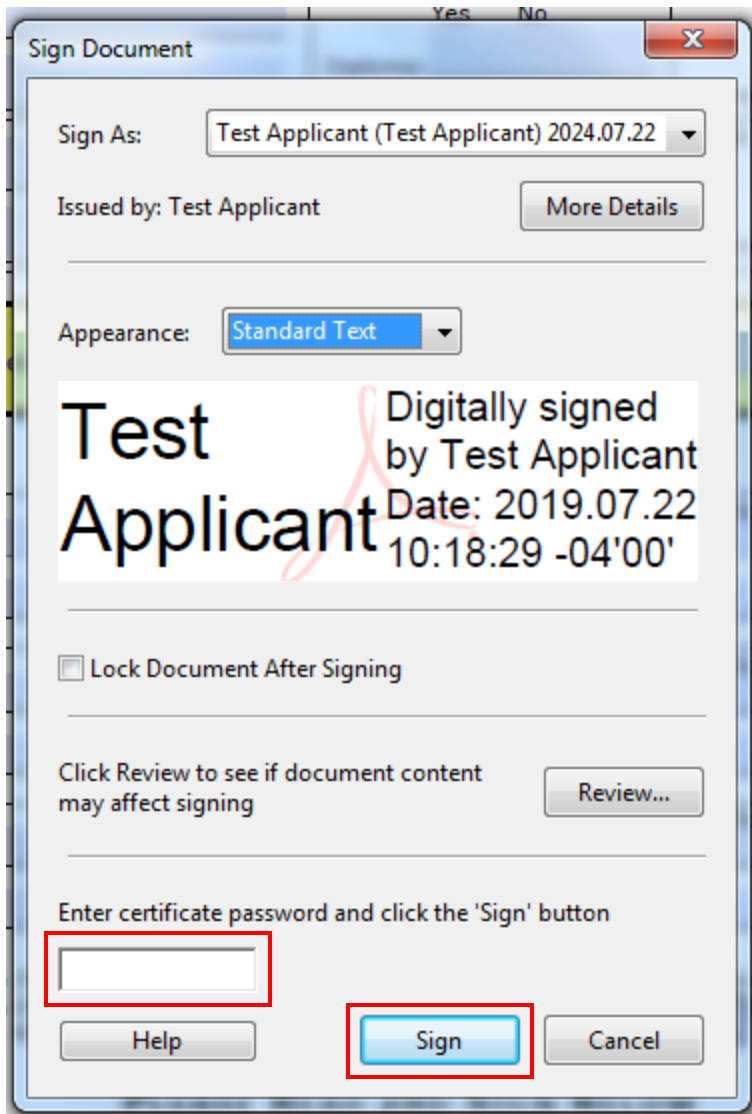 Yes No
Sign Document
X
Sign As: Test Applicant (Test Applicant) 2024.07.22
Issued by: Test Applicant More Details
Appearance: Standard Text
Test
Applicant
Digitally signed
by Test Applicant
Date: 2019.07.22
10:18:29 -04'00'
Lock Document After Signing
Click Review to see if document content
may affect signing
Review...
Enter certificate password and click the 'Sign' button
Help Sign Cancel